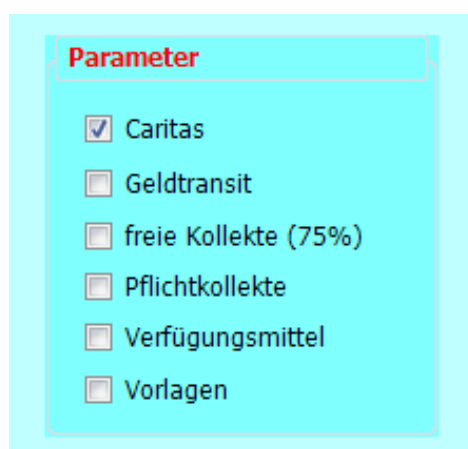 Parameter
Caritas
Geldtransit
freie Kollekte (75%)
Pflichtkollekte
Verfügungsmittel
Vorlagen